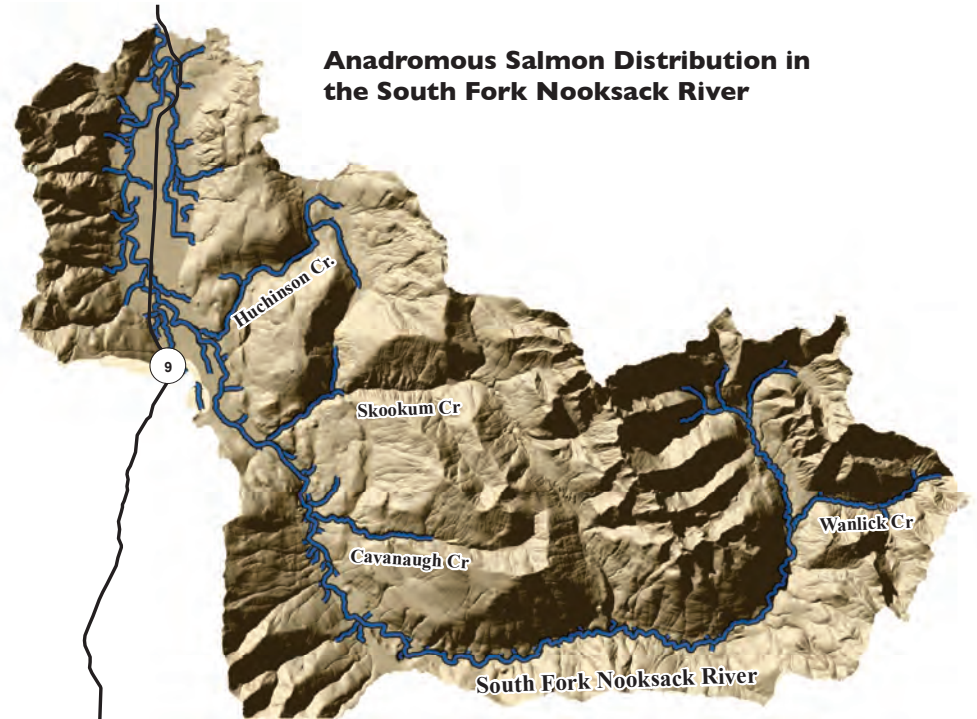 Anadromous Salmon Distribution in
the South Fork Nooksack River
Huchinson Cr.
9
Skookum Cr
Wanlick Cr
Cavanaugh Cr
South Fork Nooksack River